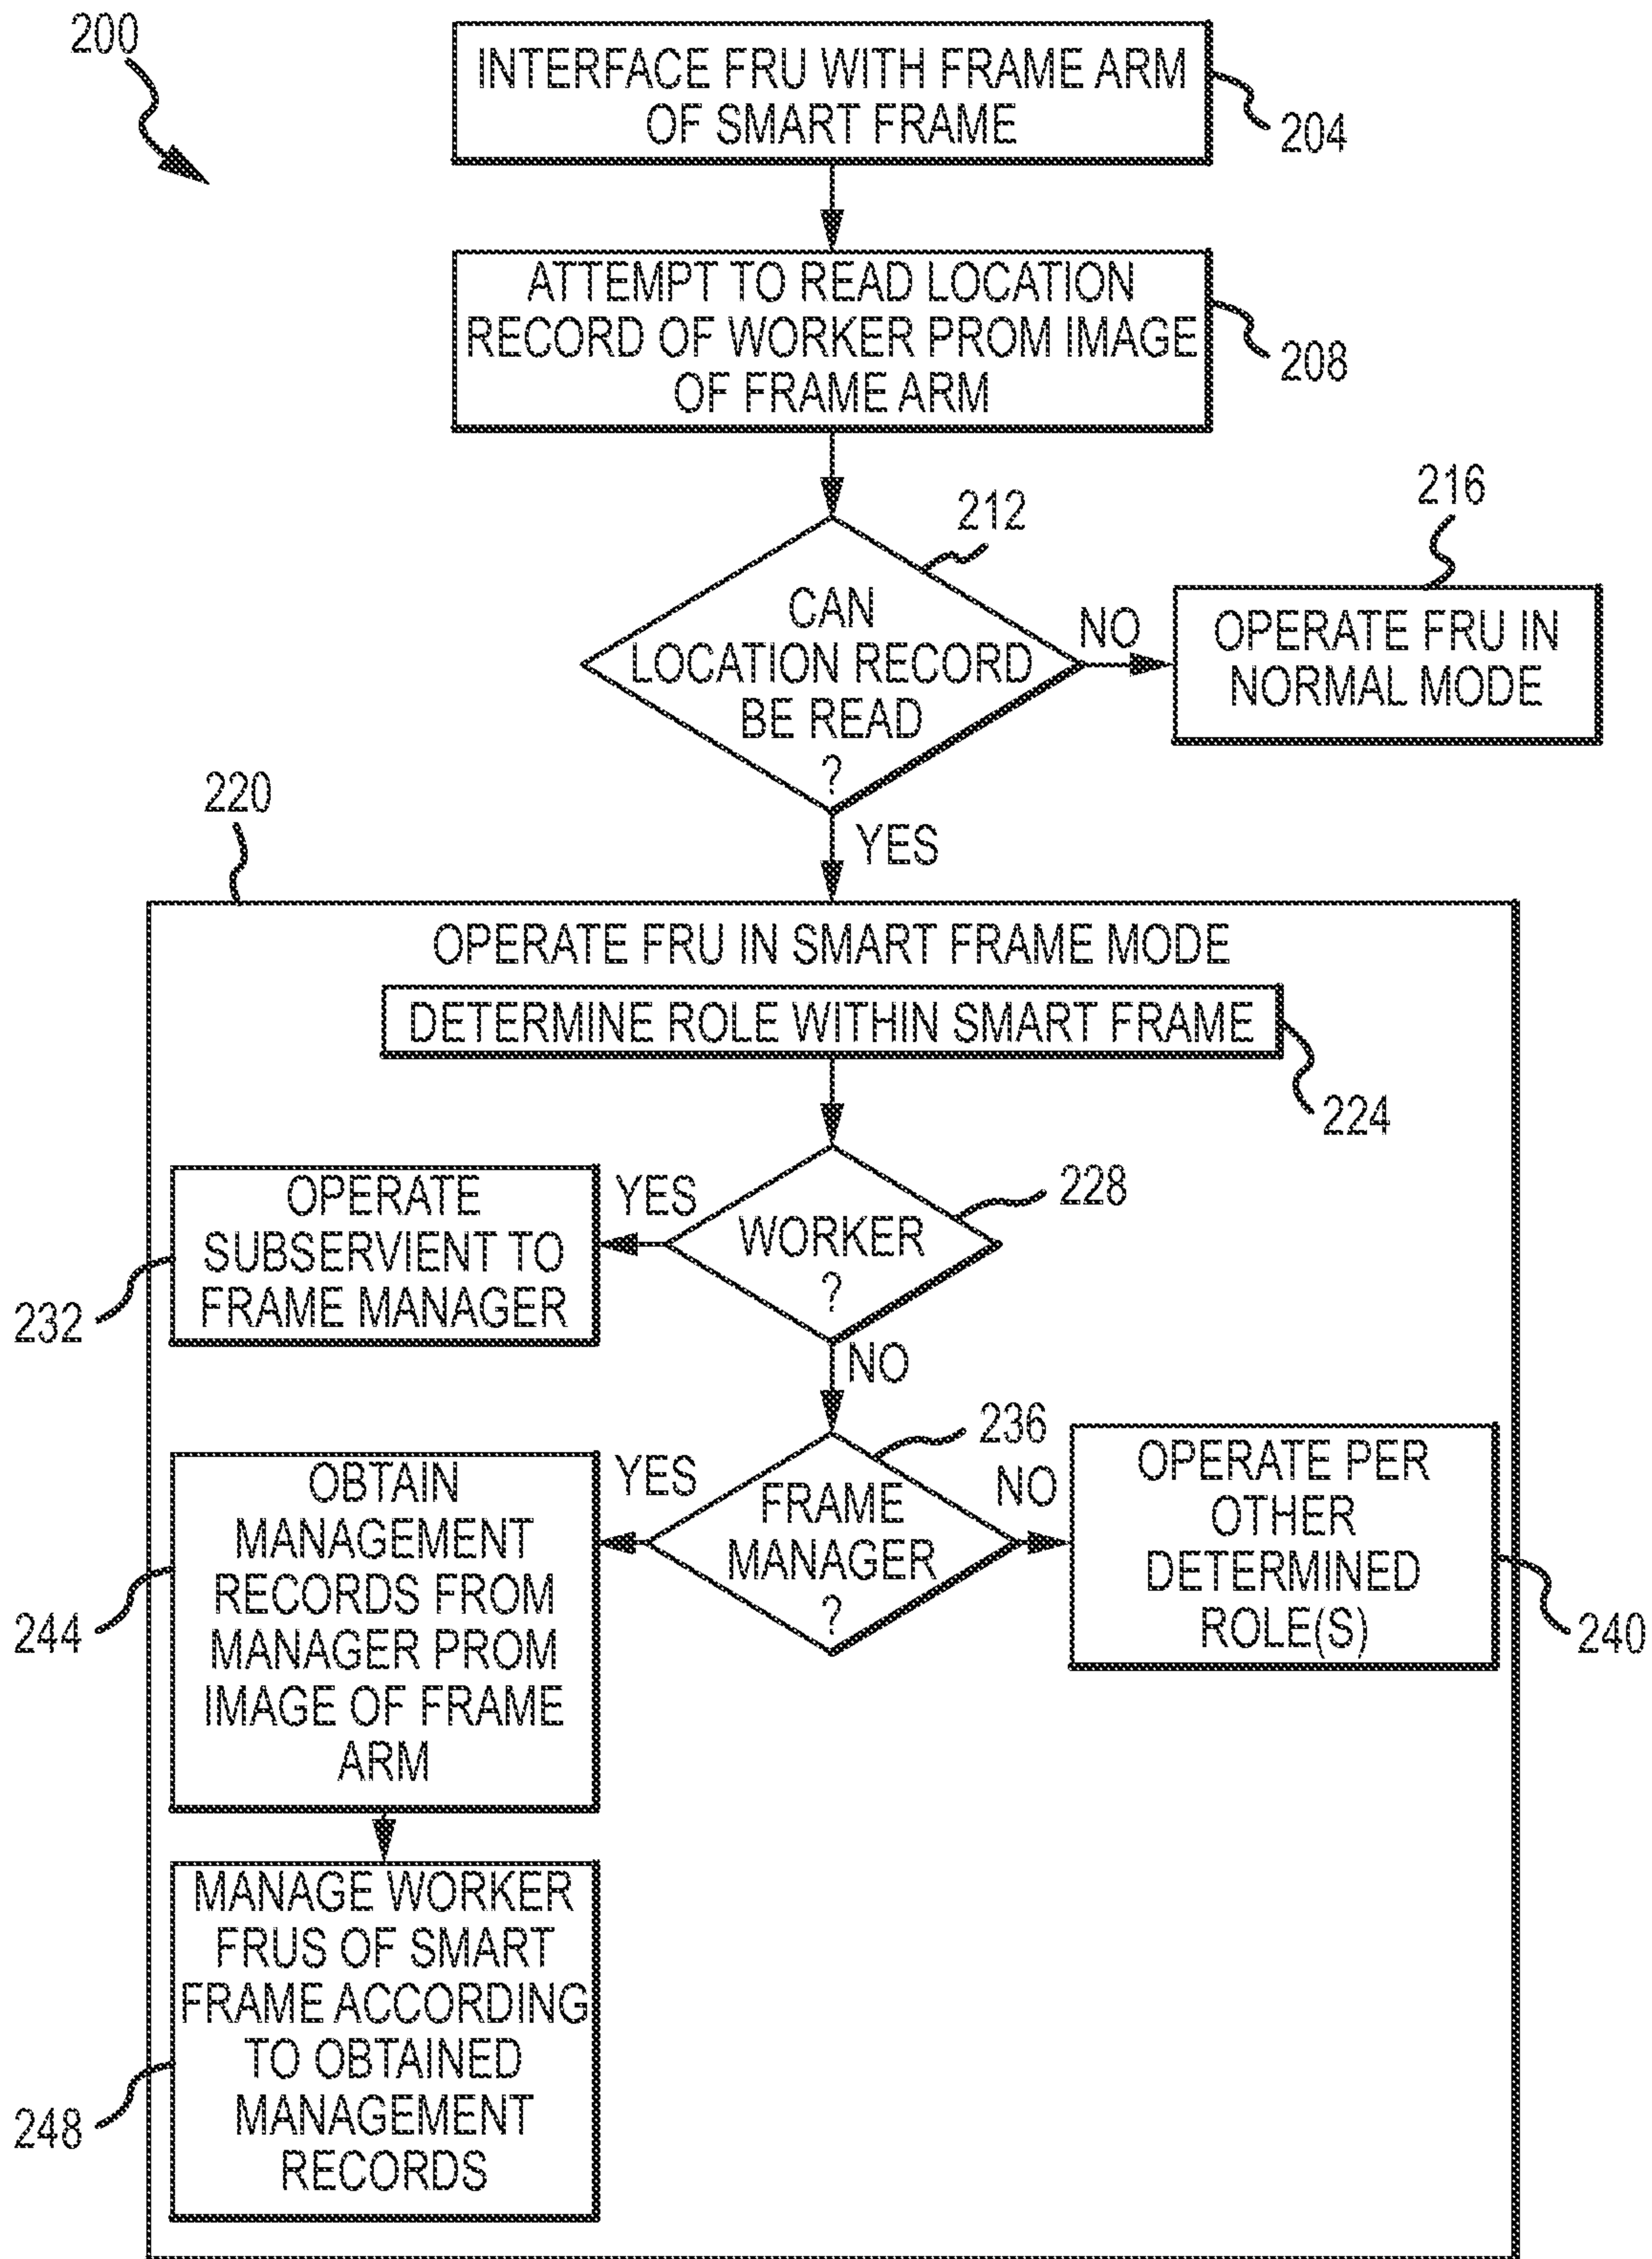 200
INTERFACE FRU WITH FRAME ARM
OF SMART FRAME
204
ATTEMPT TO READ LOCATION
RECORD OF WORKER PROM IMAGE
OF FRAME ARM
208
212
CAN
LOCATION RECORD
BE READ
?
NO
216
OPERATE FRU IN
NORMAL MODE
YES
220
OPERATE FRU IN SMART FRAME MODE
DETERMINE ROLE WITHIN SMART FRAME
224
228
WORKER
?
YES
OPERATE
SUBSERVIENT TO
FRAME MANAGER
232
NO
236
FRAME
MANAGER
?
NO
OPERATE PER
OTHER
DETERMINED
ROLE(S)
240
YES
OBTAIN
MANAGEMENT
RECORDS FROM
MANAGER PROM
IMAGE OF FRAME
ARM
244
MANAGE WORKER
FRUS OF SMART
FRAME ACCORDING
TO OBTAINED
MANAGEMENT
RECORDS
248